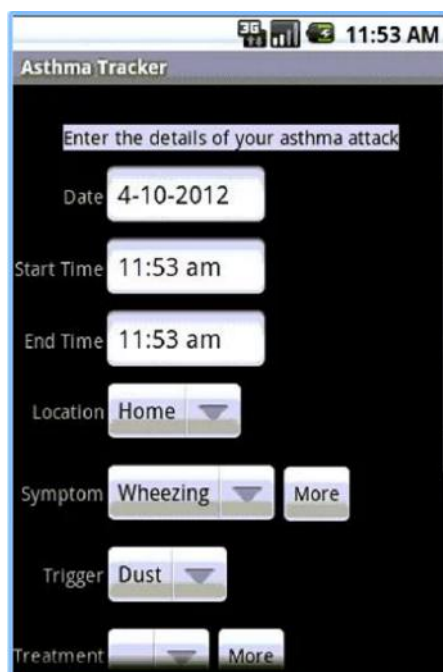 3G 11:53 AM
Asthma Tracker
Enter the details of your asthma attack
Date 4-10-2012
Start Time 11:53 am
End Time 11:53 am
Location Home
Symptom Wheezing More
Trigger Dust
Treatment More